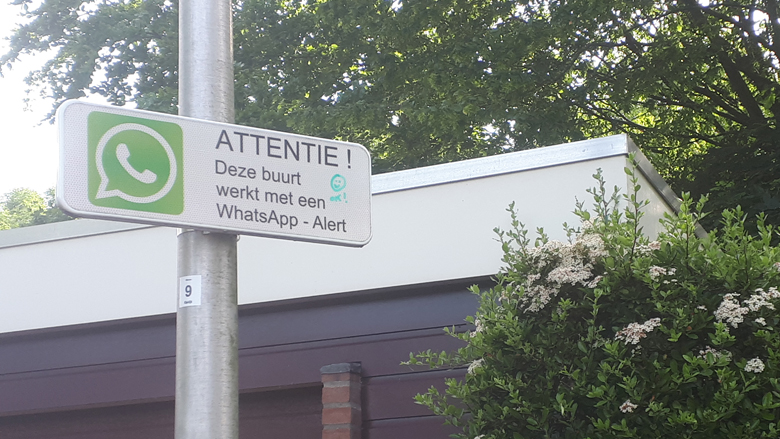 ATTENTIE !
Deze buurt
werkt met een
WhatsApp - Alert
9